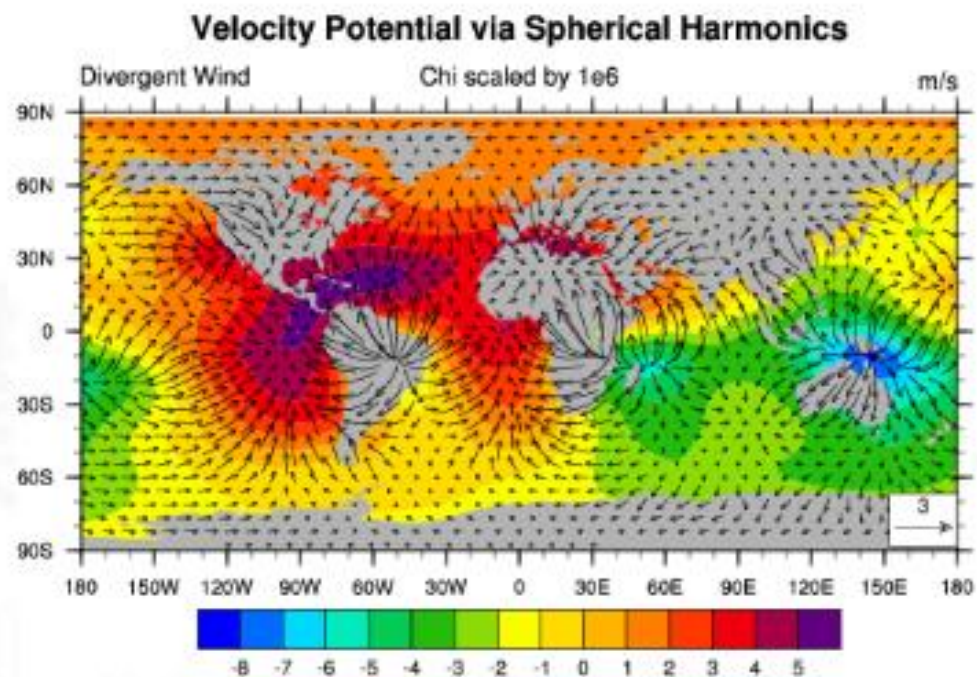 Velocity Potential via Spherical Harmonics
Divergent Wind Chi scaled by 1e6 m/s
90N
60N
30N
0
30S
60S
90S
3
180 150W 120W 90W 60W 30W 0 30E 60E 90E 120E 150E 180
-8 -7 -6 -5 -4 -3 -2 -1 0 1 2 3 4 5